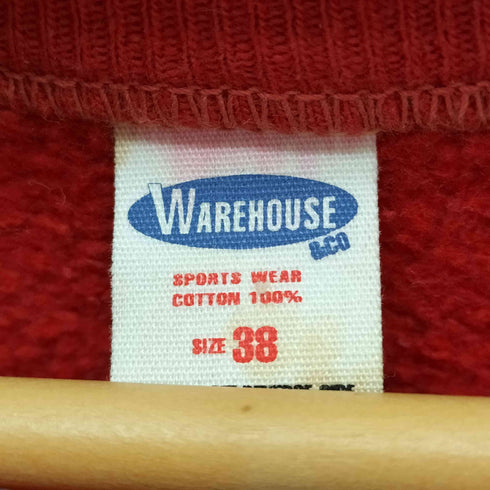 WAREHOUSE
&CO
SPORTS WEAR
COTTON 100%
SIZE 38